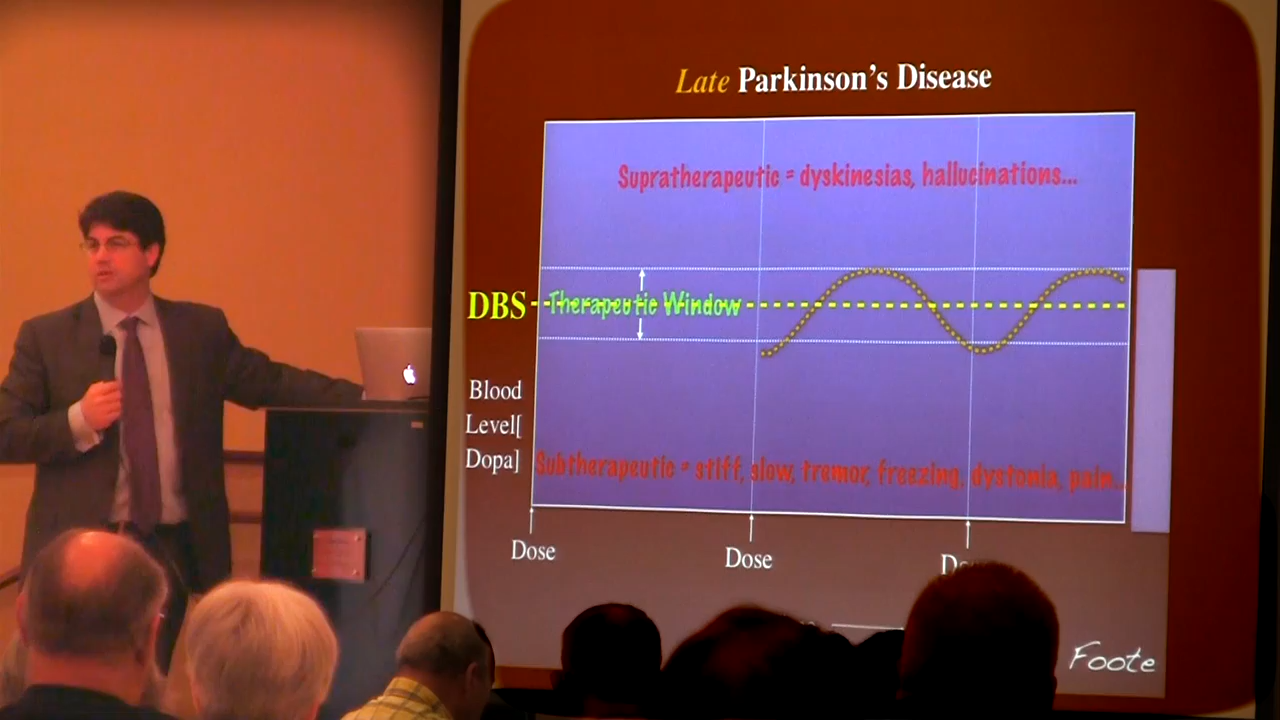 Late Parkinson's Disease
Supratherapeutic = dyskinesias, hallucinations...
DBS
Therapeutic Window
Blood
Level[
Dopa]
Subtherapeutic = stiff, slow, tremor, freezing, dystonia, pain...
Dose
Dose
Foote